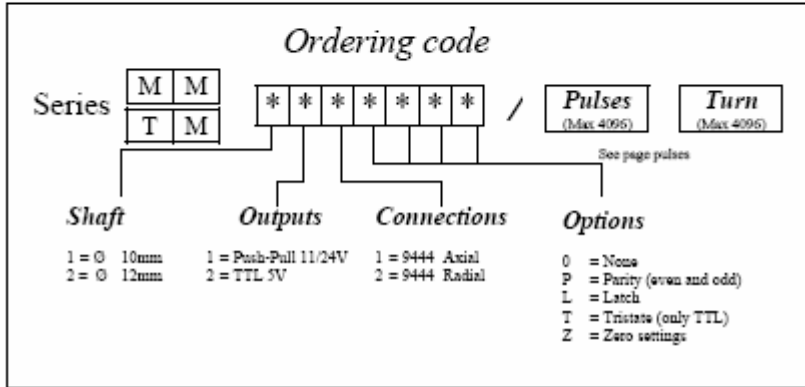 Ordering code
Series
M M
T M
* * * * * * * / Pulses (Max 4096) Turn (Max 4096)
See page pulses
Shaft
1 = ∅ 10mm
2 = ∅ 12mm
Outputs
1 = Push-Pull 11/24V
2 = TTL 5V
Connections
1 = 9444 Axial
2 = 9444 Radial
Options
0 = None
P = Parity (even and odd)
L = Latch
T = Tristate (only TTL)
Z = Zero settings